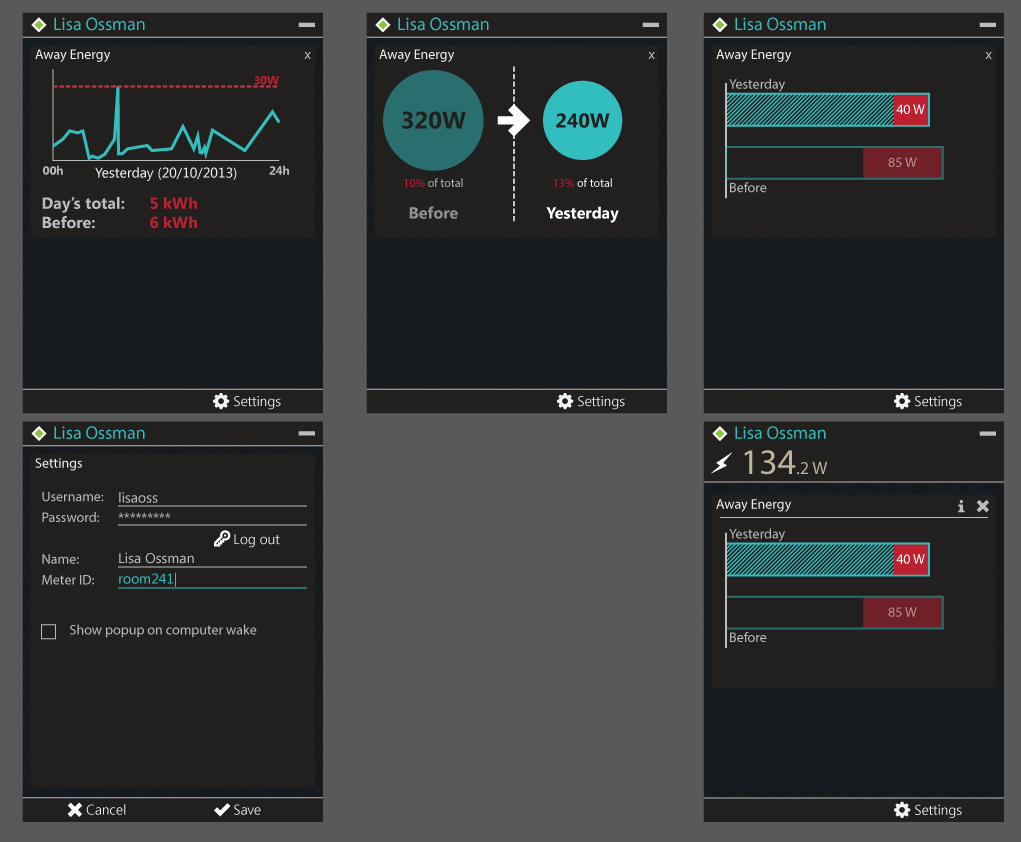 Lisa Ossman
Away Energy
x
30W
00h
Yesterday (20/10/2013)
24h
Day's total: 5 kWh
Before: 6 kWh
Settings
Lisa Ossman
Away Energy
x
320W
240W
10% of total
13% of total
Before
Yesterday
Settings
Lisa Ossman
Away Energy
x
Yesterday
40 W
85 W
Before
Settings
Lisa Ossman
Settings
Username: lisaoss
Password: *********
Log out
Name: Lisa Ossman
Meter ID: room241
Show popup on computer wake
Cancel
Save
Lisa Ossman
134.2 W
Away Energy
i
Yesterday
40 W
85 W
Before
Settings